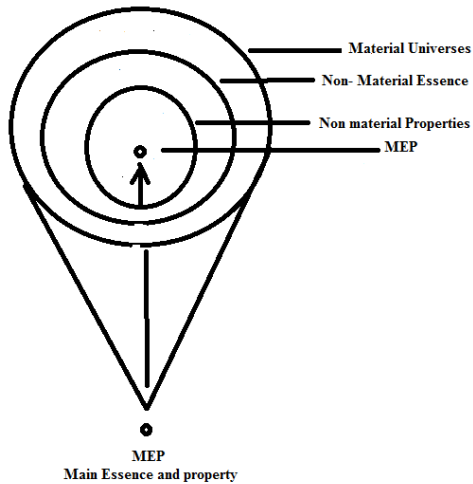 Material Universes
Non- Material Essence
Non material Properties
MEP
MEP
Main Essence and property